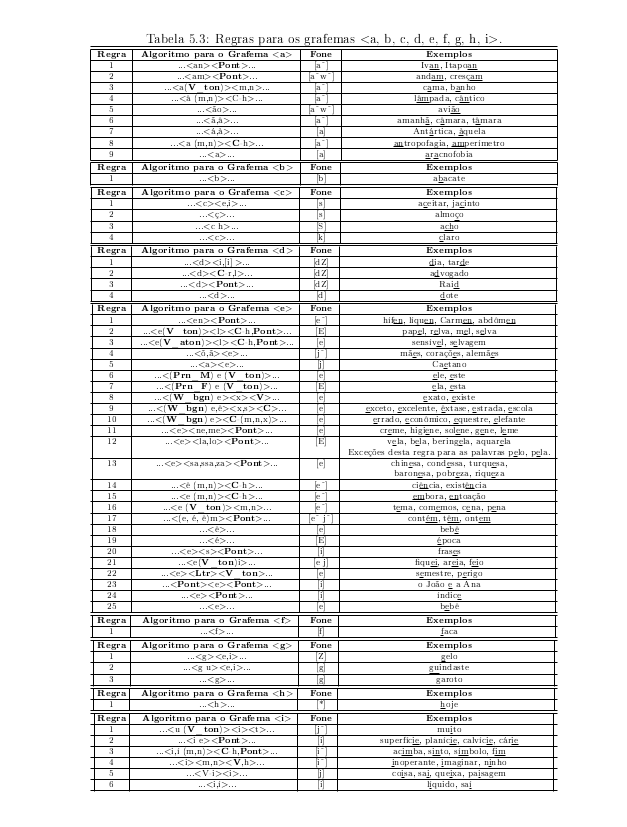 Tabela 5.3: Regras para os grafemas <a, b, c, d, e, f, g, h, i>.
Regra Algoritmo para o Grafema <a> Fone Exemplos
1 ...<an><Pont>... [a~] Ivan, Itapoan
2 ...<am><Pont>... [a~w~] andam, cresçam
3 ...<a(V_ton)><m,n>... [a~] cama, banho
4 ...<â (m,n)><C h>... [a~] lâmpada, cântico
5 ...<ão>... [a~w~] avião
6 ...<ã,â>... [a~] amanhã, câmara, tâmara
7 ...<á,à>... [a] Antártica, àquela
8 ...<a (m,n)><C h>... [a~] antropofagia, amperímetro
9 ...<a>... [a] aracnofobia
Regra Algoritmo para o Grafema <b> Fone Exemplos
1 ...<b>... [b] abacate
Regra Algoritmo para o Grafema <c> Fone Exemplos
1 ...<c><e,i>... [s] aceitar, jacinto
2 ...<ç>... [s] almoço
3 ...<c h>... [S] acho
4 ...<c>... [k] claro
Regra Algoritmo para o Grafema <d> Fone Exemplos
1 ...<d><i,[i] >... [dZ] dia, tarde
2 ...<d><C r,l>... [dZ] advogado
3 ...<d><Pont>... [dZ] Raid
4 ...<d>... [d] dote
Regra Algoritmo para o Grafema <e> Fone Exemplos
1 ...<en><Pont>... [e~] hífen, líquen, Carmen, abdômen
2 ...<e(V_ton)><l><C h,Pont>... [E] papel, relva, mel, selva
3 ...<e(V_aton)><l><C h,Pont>... [e] sensível, selvagem
4 ...<õ,ã><e>... [j~] mães, corações, alemães
5 ...<a><e>... [j] Caetano
6 ...<(Prn_M) e (V_ton)>... [e] ele, este
7 ...<(Prn_F) e (V_ton)>... [E] ela, esta
8 ...<(W_bgn) e><x><V>... [e] exato, existe
9 ...<(W_bgn) e,ê><x,s><C>... [e] exceto, excelente, êxtase, estrada, escola
10 ...<(W_bgn) e><C (m,n,x)>... [e] errado, econômico, equestre, elefante
11 ...<e><ne,me><Pont>... [e] creme, higiene, solene, gene, leme
12 ...<e><la,lo><Pont>... [E] vela, bela, beringela, aquarela
Exceções desta regra para as palavras pelo, pela.
13 ...<e><sa,ssa,za><Pont>... [e] chinesa, condessa, turquesa,
baronesa, pobreza, riqueza
14 ...<ê (m,n)><C h>... [e~] ciência, existência
15 ...<e (m,n)><C h>... [e~] embora, entoação
16 ...<e (V_ton)><m,n>... [e~] tema, comemos, cena, pena
17 ...<(e, é, ê)m><Pont>... [e~ j~] contém, têm, ontem
18 ...<ê>... [e] bebê
19 ...<é>... [E] época
20 ...<e><s><Pont>... [i] frases
21 ...<e(V_ton)i>... [e j] fiquei, areia, feio
22 ...<e><Ltr><V_ton>... [e] semestre, perigo
23 ...<Pont><e><Pont>... [i] o João e a Ana
24 ...<e><Pont>... [i] índice
25 ...<e>... [e] bebê
Regra Algoritmo para o Grafema <f> Fone Exemplos
1 ...<f>... [f] faca
Regra Algoritmo para o Grafema <g> Fone Exemplos
1 ...<g><e,i>... [Z] gelo
2 ...<g u><e,i>... [g] guindaste
3 ...<g>... [g] garoto
Regra Algoritmo para o Grafema <h> Fone Exemplos
1 ...<h>... * hoje
Regra Algoritmo para o Grafema <i> Fone Exemplos
1 ...<u (V_ton)><i><t>... [j~] muito
2 ...<i e><Pont>... [i] superfície, planície, calvície, cárie
3 ...<i,í (m,n)><C h,Pont>... [i~] acimba, sinto, símbolo, fim
4 ...<i><m,n><V,h>... [i~] inoperante, imaginar, ninho
5 ...<V i><i>... [j] coisa, sai, queixa, paisagem
6 ...<i,í>... [i] líquido, saí